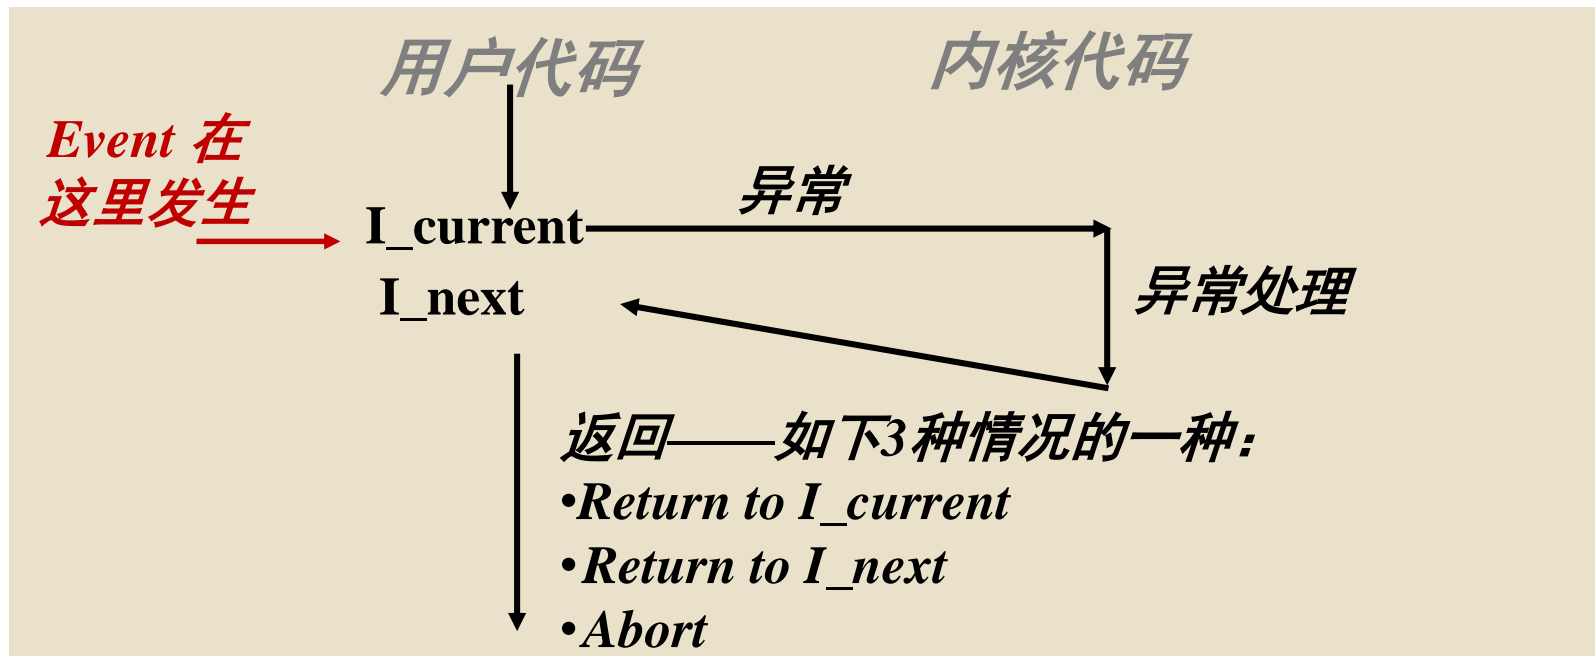 用户代码
内核代码
Event 在
这里发生
异常
I_current
I_next
异常处理
返回——如下3种情况的一种：
•Return to I_current
•Return to I_next
•Abort